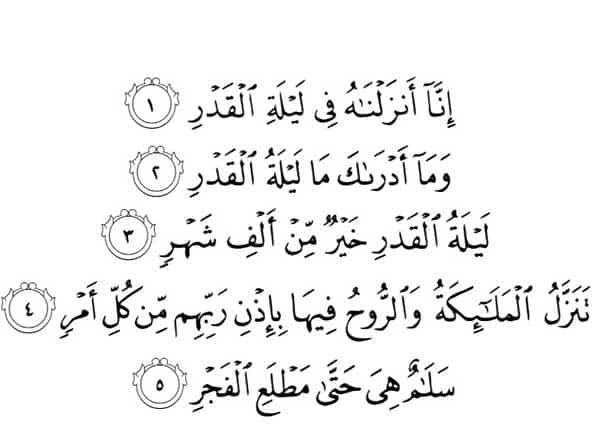 إِنَّآ أَنزَلْنَٰهُ فِى لَيْلَةِ ٱلْقَدْرِ ١
وَمَآ أَدْرَىٰكَ مَا لَيْلَةُ ٱلْقَدْرِ ٢
لَيْلَةُ ٱلْقَدْرِ خَيْرٌ مِّنْ أَلْفِ شَهْرٍ ٣
تَنَزَّلُ ٱلْمَلَٰٓئِكَةُ وَٱلرُّوحُ فِيهَا بِإِذْنِ رَبِّهِم مِّن كُلِّ أَمْرٍ ٤
سَلَٰمٌ هِىَ حَتَّىٰ مَطْلَعِ ٱلْفَجْرِ ٥